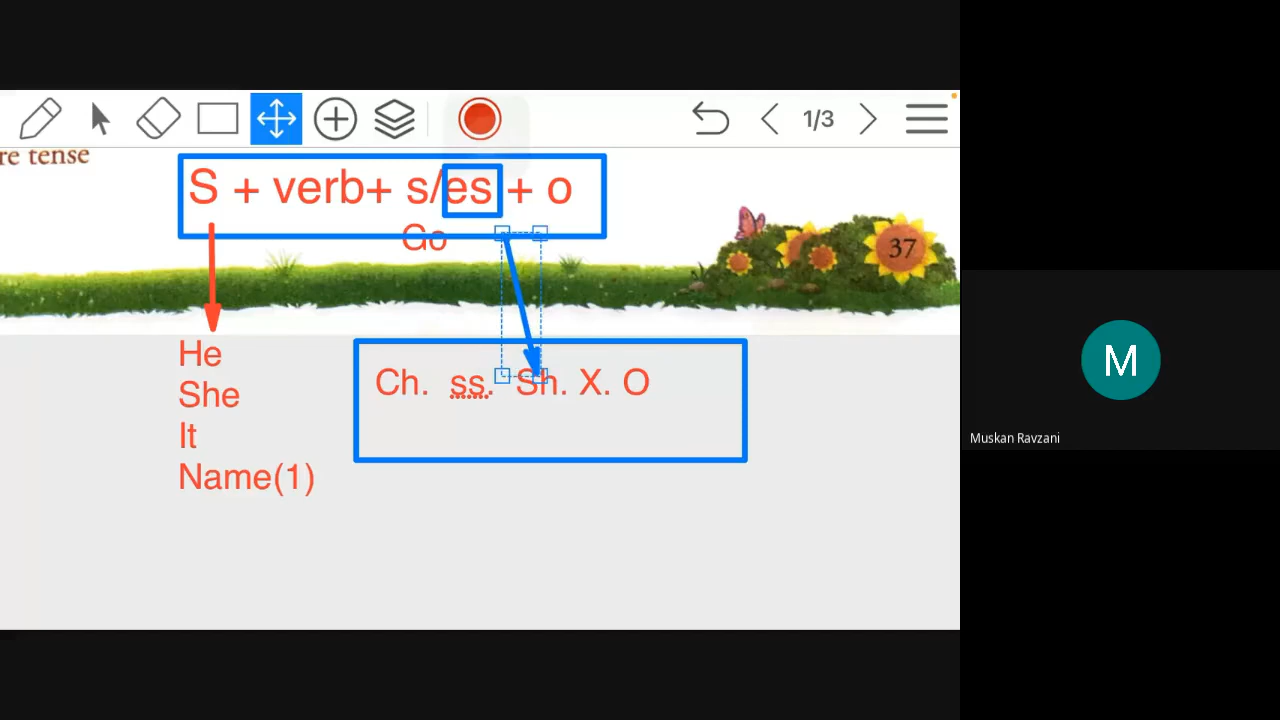 1/3
re tense
S + verb+ s/es + o
Go
37
He
She
It
Name(1)
Ch. ss. Sh. X. O
M
Muskan Ravzani